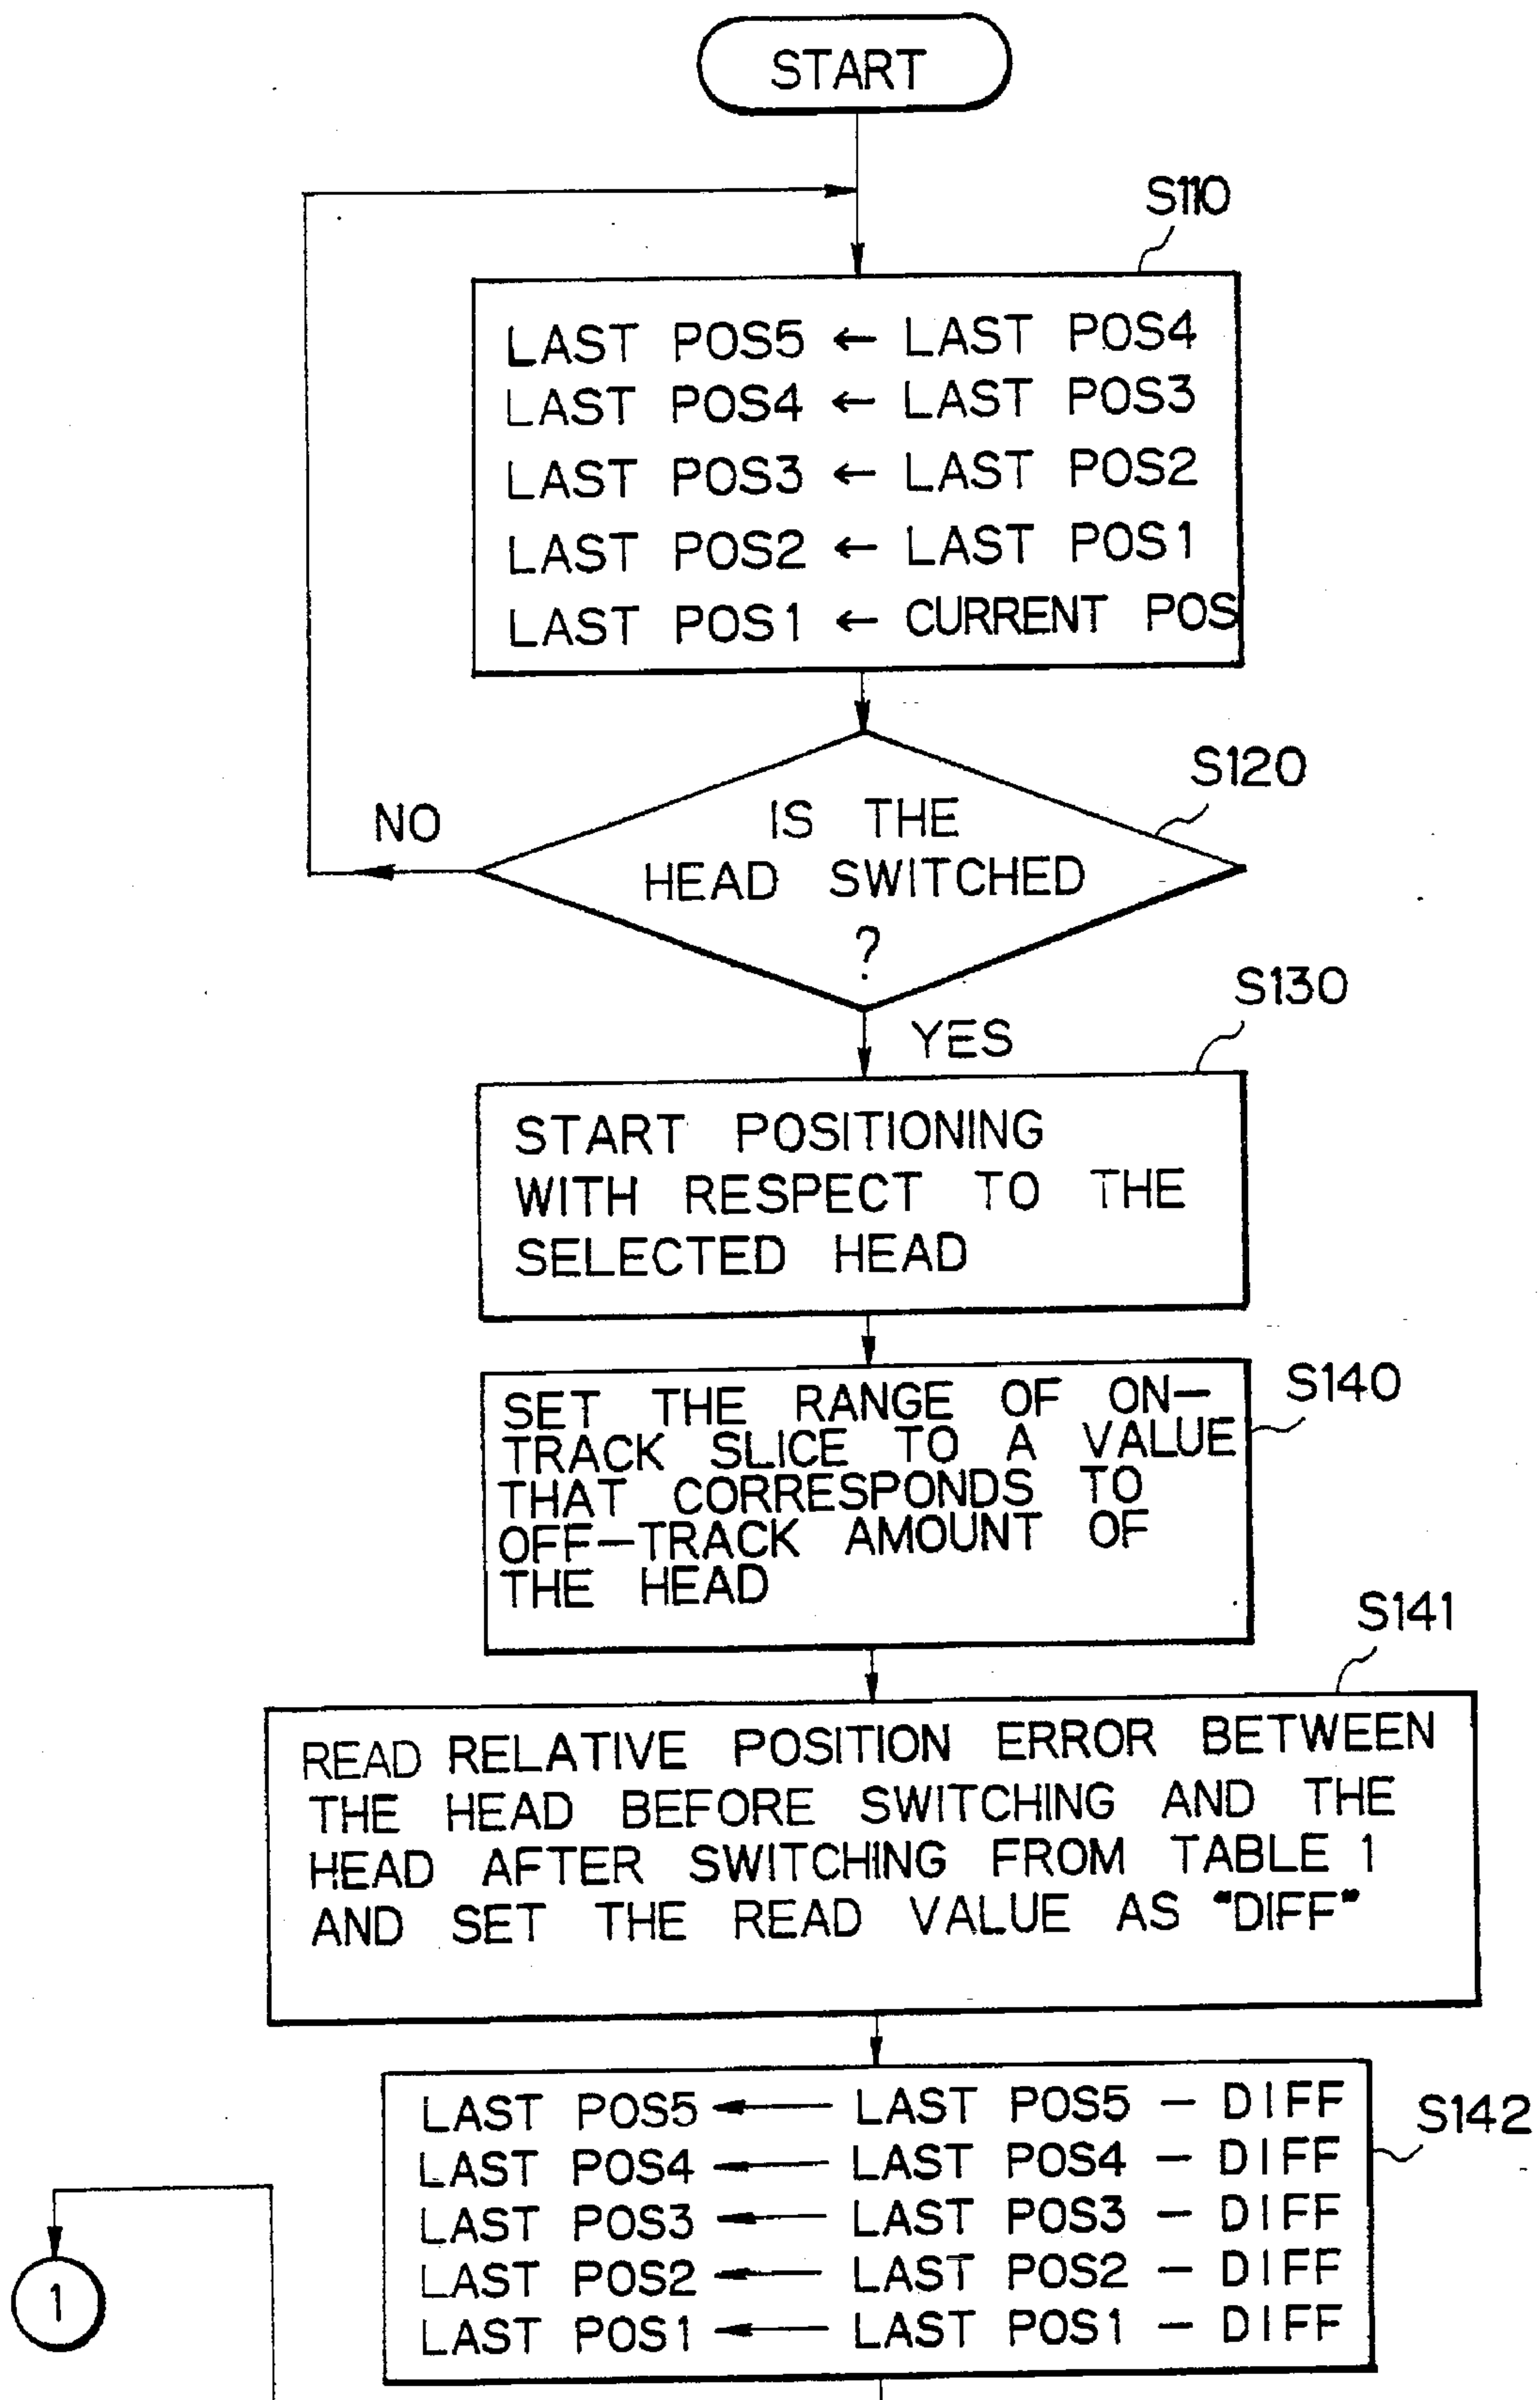 START
S110
LAST POS5 ← LAST POS4
LAST POS4 ← LAST POS3
LAST POS3 ← LAST POS2
LAST POS2 ← LAST POS1
LAST POS1 ← CURRENT POS
S120
IS THE
HEAD SWITCHED
?
NO
YES
S130
START POSITIONING
WITH RESPECT TO THE
SELECTED HEAD
S140
SET THE RANGE OF ON-
TRACK SLICE TO A VALUE
THAT CORRESPONDS TO
OFF-TRACK AMOUNT OF
THE HEAD
S141
READ RELATIVE POSITION ERROR BETWEEN
THE HEAD BEFORE SWITCHING AND THE
HEAD AFTER SWITCHING FROM TABLE 1
AND SET THE READ VALUE AS "DIFF"
S142
LAST POS5 ← LAST POS5 - DIFF
LAST POS4 ← LAST POS4 - DIFF
LAST POS3 ← LAST POS3 - DIFF
LAST POS2 ← LAST POS2 - DIFF
LAST POS1 ← LAST POS1 - DIFF
1